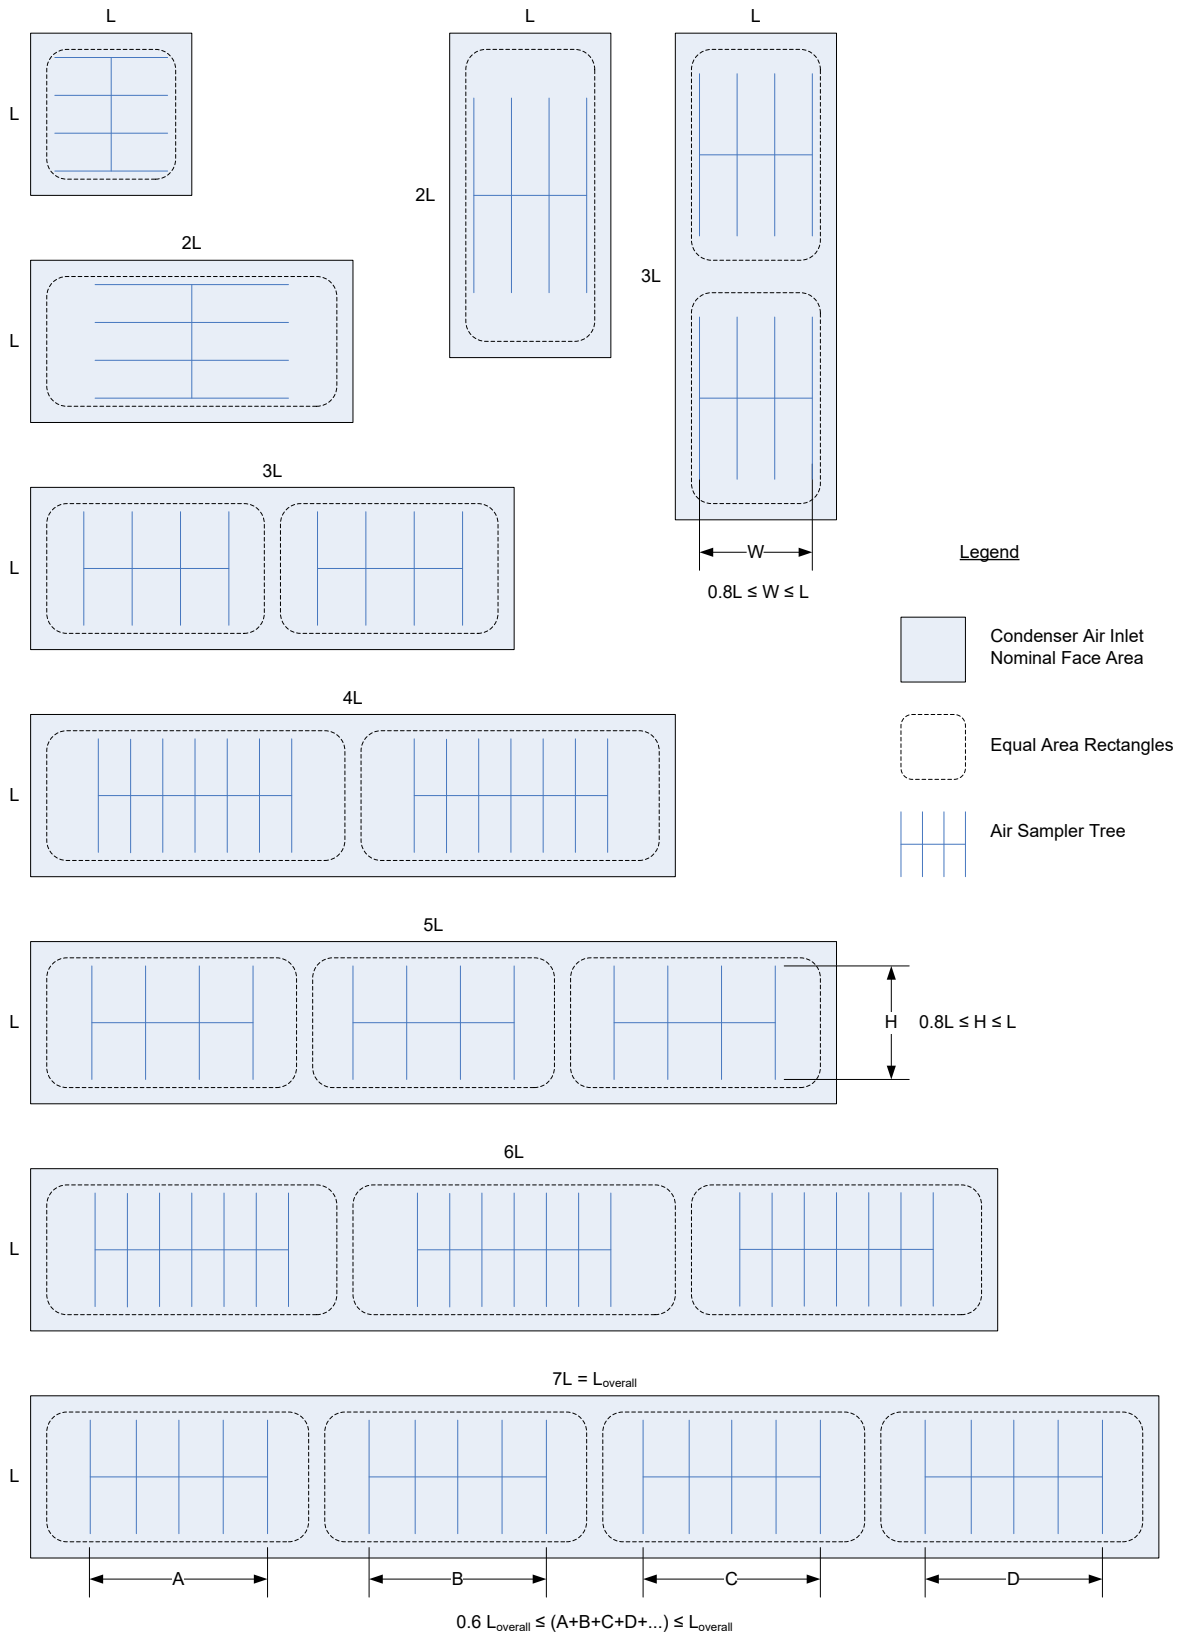 L
L
L
L
2L
3L
2L
L
3L
L
W
0.8L ≤ W ≤ L
Legend
Condenser Air Inlet
Nominal Face Area
Equal Area Rectangles
Air Sampler Tree
4L
L
5L
L
H
0.8L ≤ H ≤ L
6L
L
7L = Loverall
L
A
B
C
D
0.6 Loverall ≤ (A+B+C+D+...) ≤ Loverall